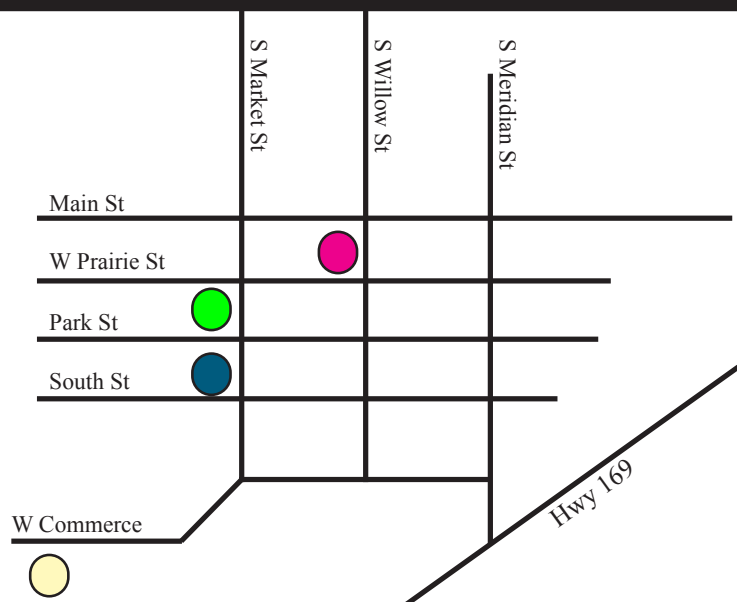 S Market St
S Willow St
S Meridian St
Main St
W Prairie St
Park St
South St
W Commerce
Hwy 169